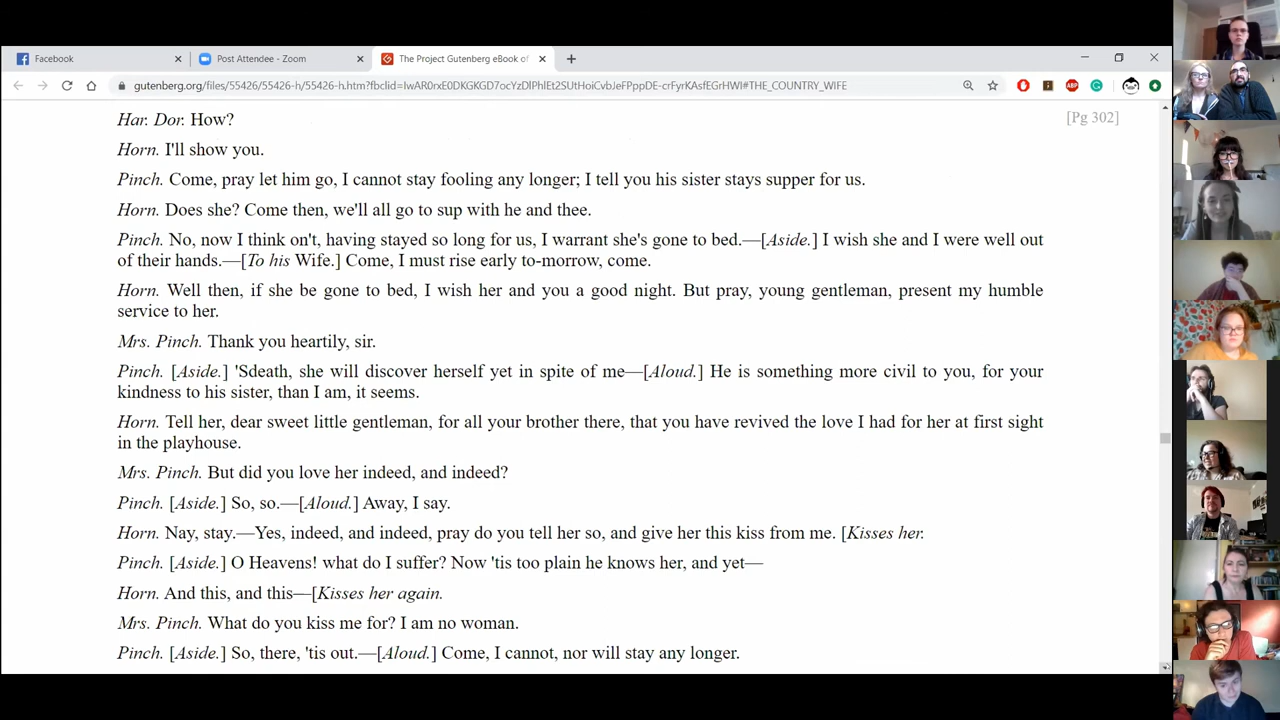 Facebook
Post Attendee - Zoom
The Project Gutenberg eBook of
gutenberg.org/files/55426/55426-h/55426-h.htm?fbclid=IwAR0rxE0DKGKGD7ocYzDlPhlEt2SUtHoiCvbJeFPppDE-crFyrKAsfEGrHWI#THE_COUNTRY_WIFE
ABP
Har. Dor. How?
[Pg 302]
Horn. I'll show you.
Pinch. Come, pray let him go, I cannot stay fooling any longer; I tell you his sister stays supper for us.
Horn. Does she? Come then, we'll all go to sup with he and thee.
Pinch. No, now I think on't, having stayed so long for us, I warrant she's gone to bed.—[Aside.] I wish she and I were well out
of their hands.—[To his Wife.] Come, I must rise early to-morrow, come.
Horn. Well then, if she be gone to bed, I wish her and you a good night. But pray, young gentleman, present my humble
service to her.
Mrs. Pinch. Thank you heartily, sir.
Pinch. [Aside.] 'Sdeath, she will discover herself yet in spite of me—[Aloud.] He is something more civil to you, for your
kindness to his sister, than I am, it seems.
Horn. Tell her, dear sweet little gentleman, for all your brother there, that you have revived the love I had for her at first sight
in the playhouse.
Mrs. Pinch. But did you love her indeed, and indeed?
Pinch. [Aside.] So, so.—[Aloud.] Away, I say.
Horn. Nay, stay.—Yes, indeed, and indeed, pray do you tell her so, and give her this kiss from me. [Kisses her.
Pinch. [Aside.] O Heavens! what do I suffer? Now 'tis too plain he knows her, and yet—
Horn. And this, and this—[Kisses her again.
Mrs. Pinch. What do you kiss me for? I am no woman.
Pinch. [Aside.] So, there, 'tis out.—[Aloud.] Come, I cannot, nor will stay any longer.